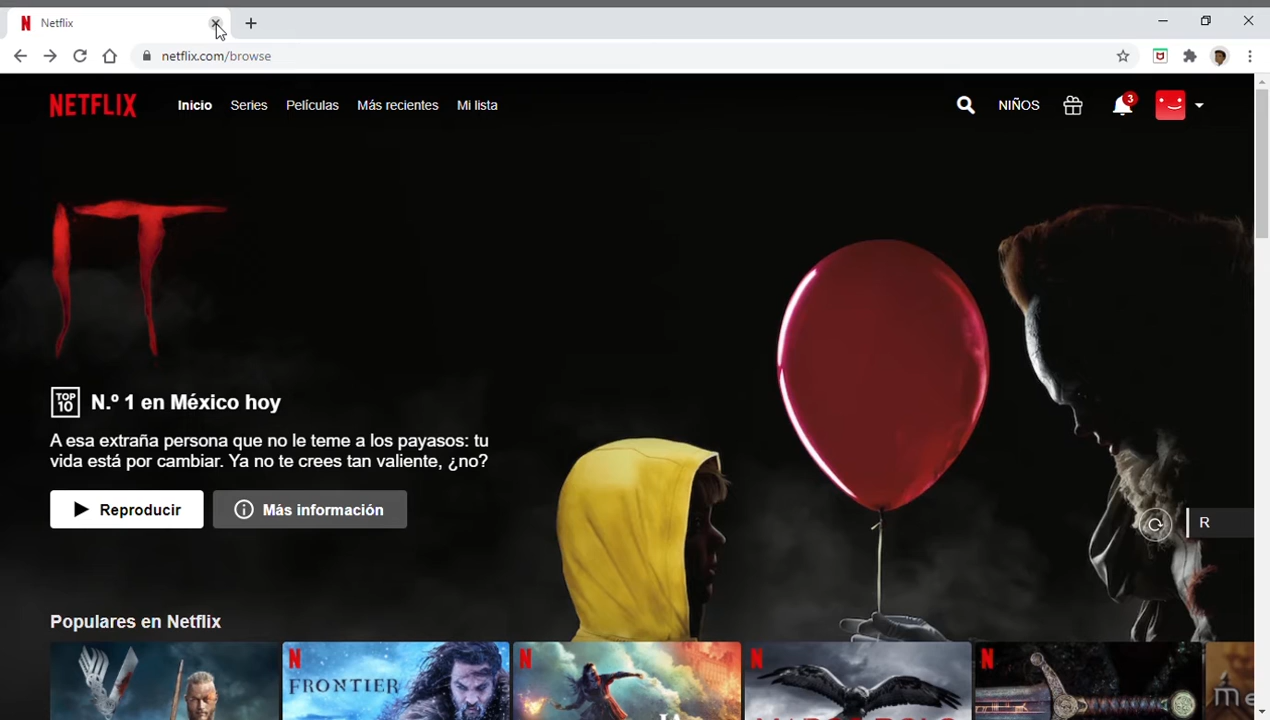 Netflix
netflix.com/browse
NETFLIX Inicio Series Películas Más recientes Mi lista NIÑOS 3
IT
TOP 10 N.º 1 en México hoy
A esa extraña persona que no le teme a los payasos: tu
vida está por cambiar. Ya no te crees tan valiente, ¿no?
Reproducir Más información
R
Populares en Netflix
FRONTIER